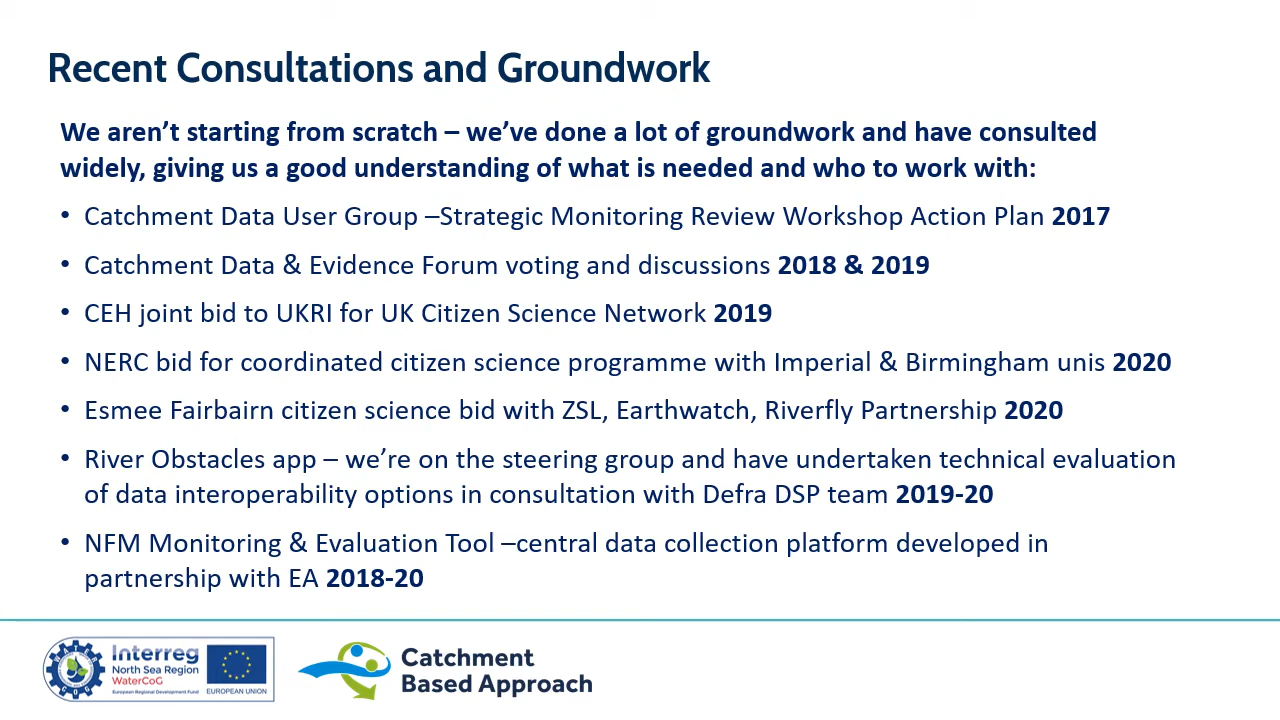 Recent Consultations and Groundwork
We aren’t starting from scratch – we’ve done a lot of groundwork and have consulted
widely, giving us a good understanding of what is needed and who to work with:
• Catchment Data User Group –Strategic Monitoring Review Workshop Action Plan 2017
• Catchment Data & Evidence Forum voting and discussions 2018 & 2019
• CEH joint bid to UKRI for UK Citizen Science Network 2019
• NERC bid for coordinated citizen science programme with Imperial & Birmingham unis 2020
• Esmee Fairbairn citizen science bid with ZSL, Earthwatch, Riverfly Partnership 2020
• River Obstacles app – we’re on the steering group and have undertaken technical evaluation
of data interoperability options in consultation with Defra DSP team 2019-20
• NFM Monitoring & Evaluation Tool –central data collection platform developed in
partnership with EA 2018-20
Interreg
North Sea Region
WaterCoG
European Regional Development Fund
EUROPEAN UNION
Catchment
Based Approach